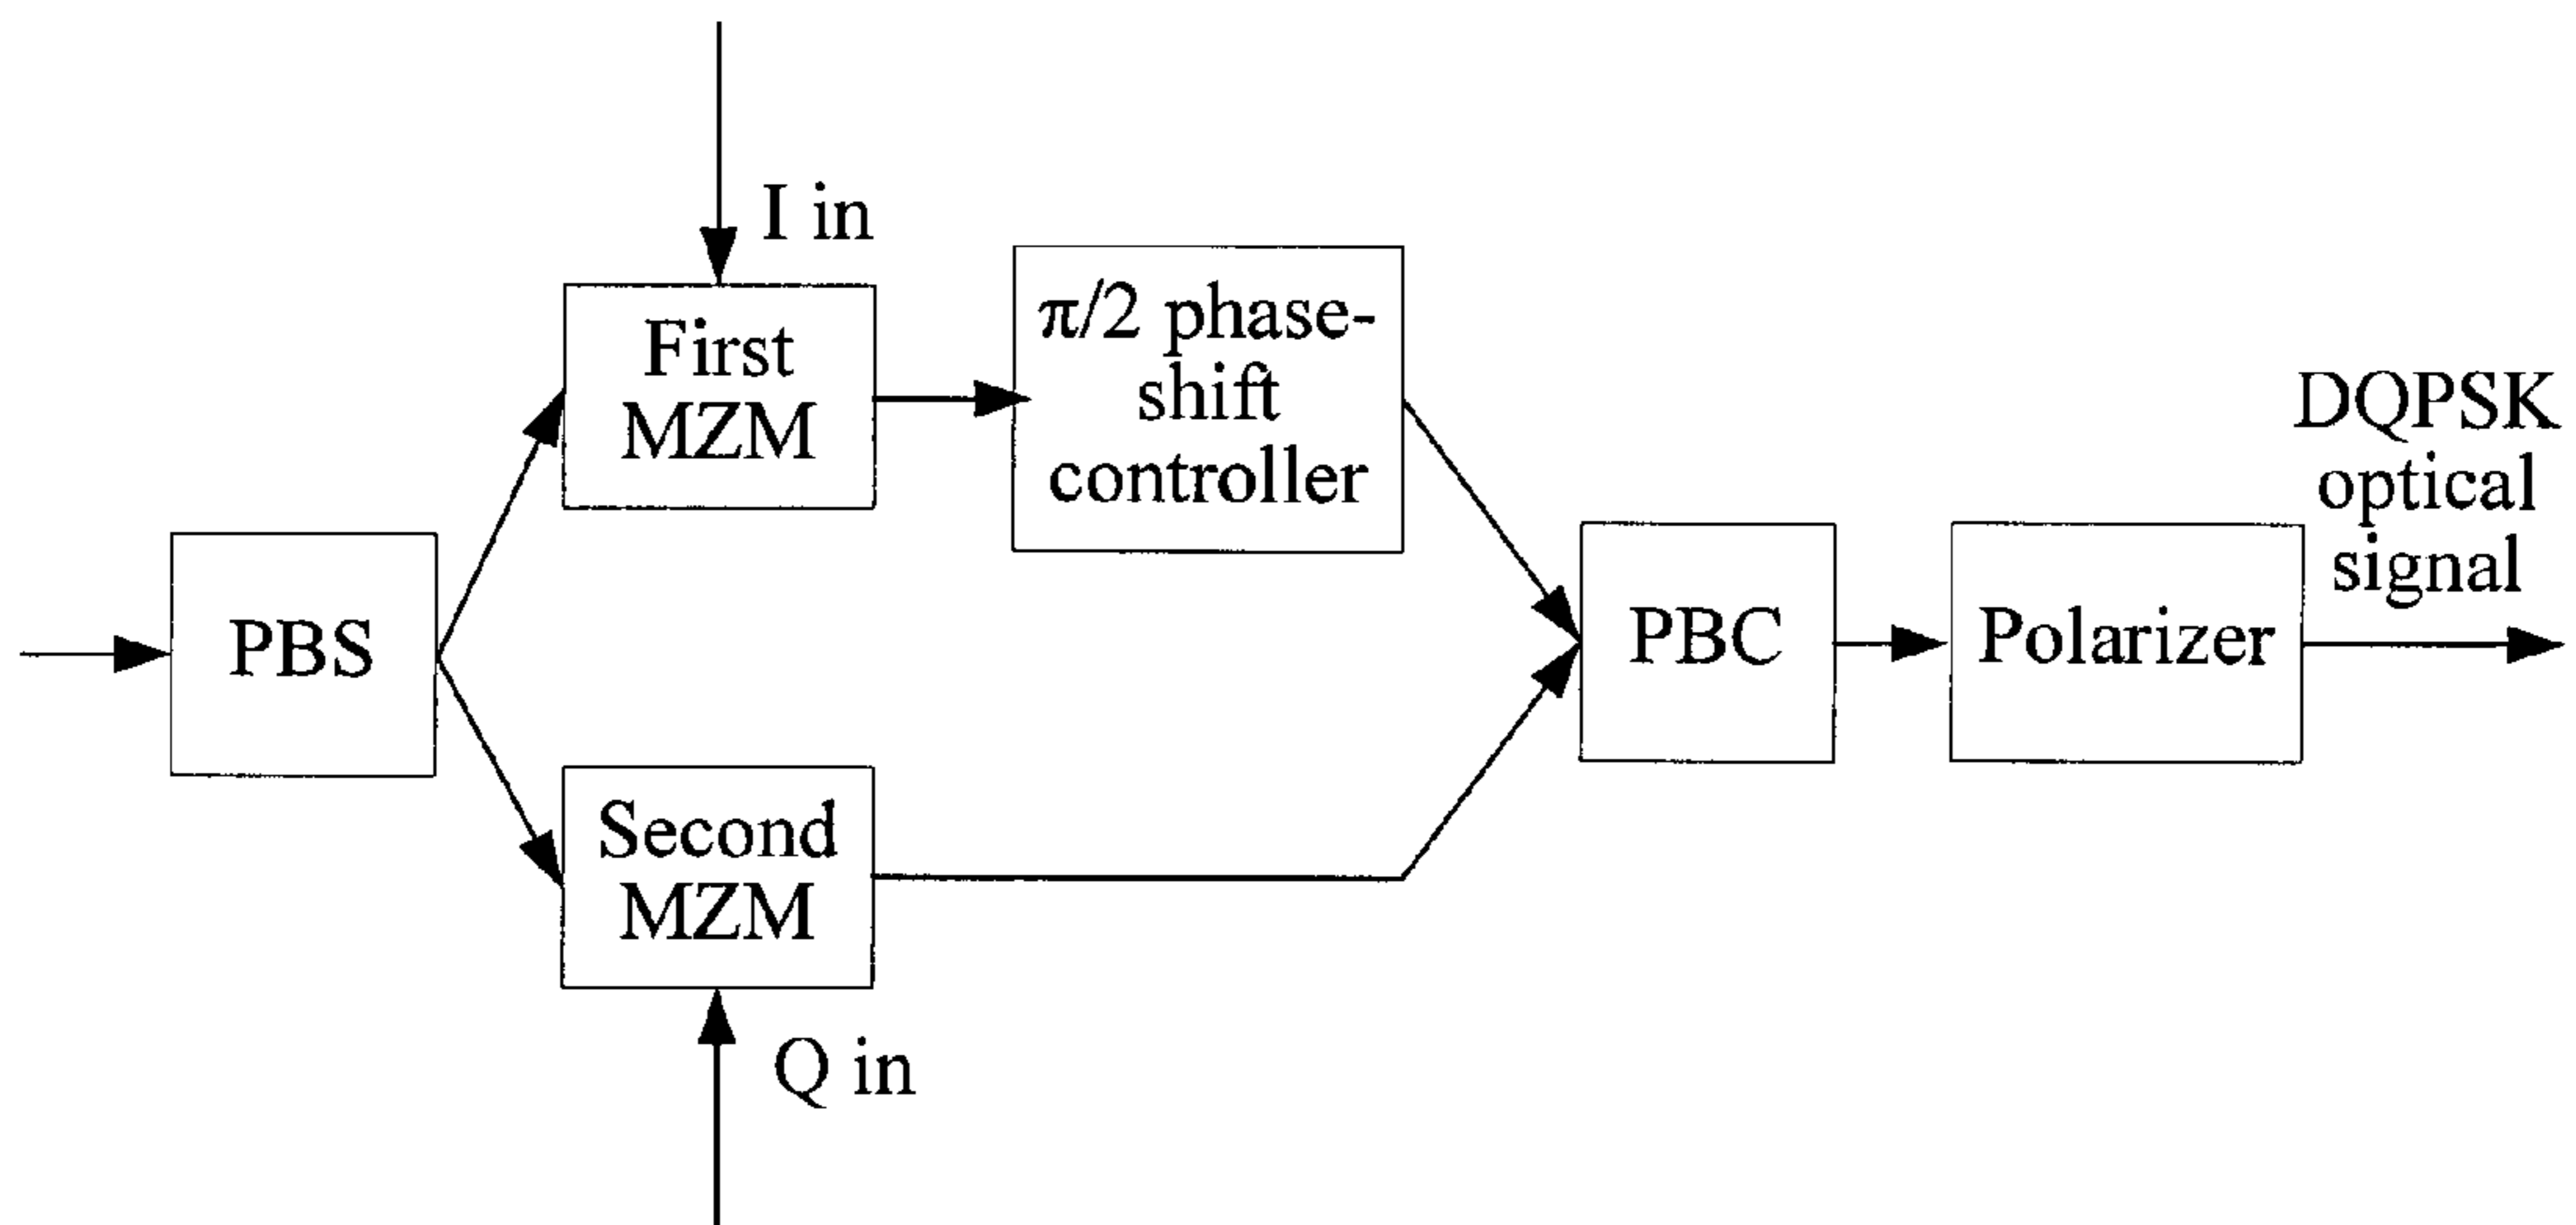 I in
First
MZM
π/2 phase-
shift
controller
DQPSK
optical
signal
PBS
PBC
Polarizer
Second
MZM
Q in